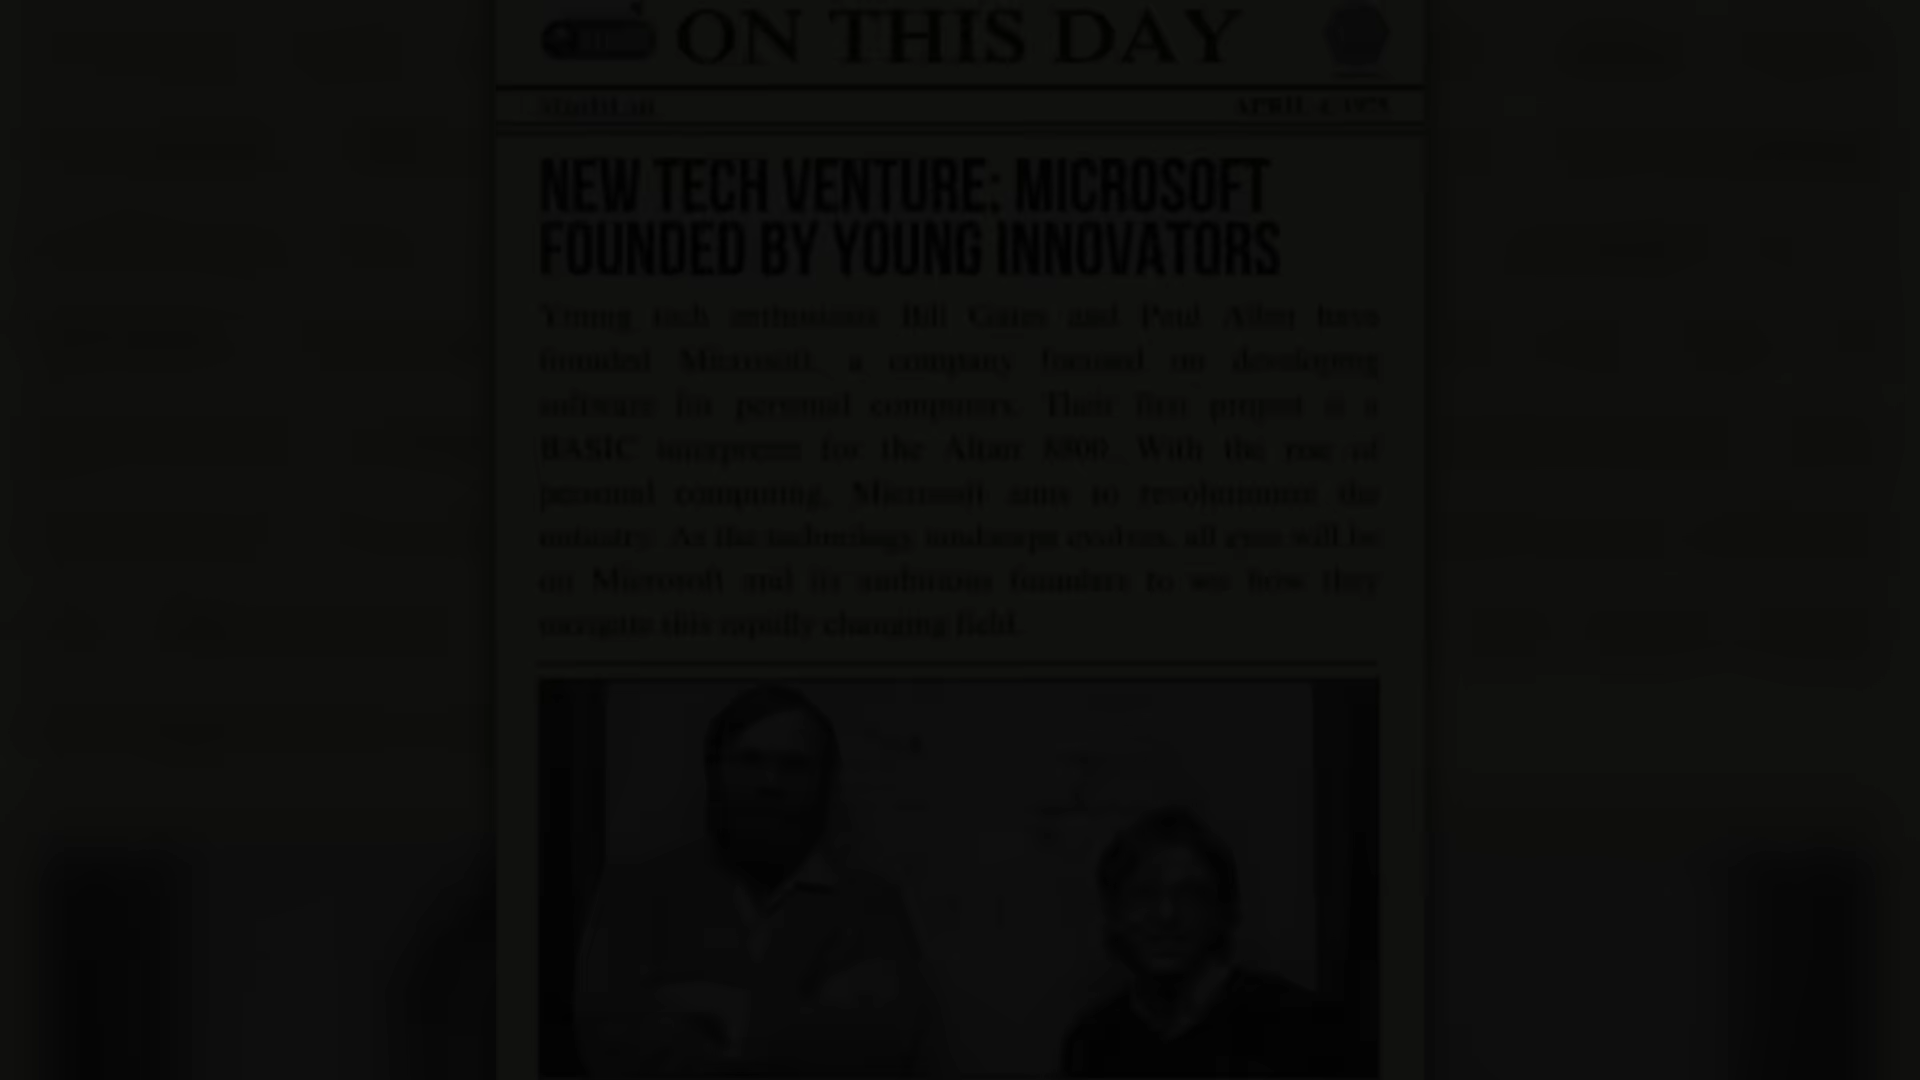 ON THIS DAY
APRIL 4 1975
NEW TECH VENTURE: MICROSOFT
FOUNDED BY YOUNG INNOVATORS
Young tech enthusiasts Bill Gates and Paul Allen have
founded Microsoft, a company focused on developing
software for personal computers. Their first project is a
BASIC interpreter for the Altair 8800. With the rise of
personal computing, Microsoft aims to revolutionize the
industry. As the technology landscape evolves, all eyes will be
on Microsoft and its ambitious founders to see how they
navigate this rapidly changing field.